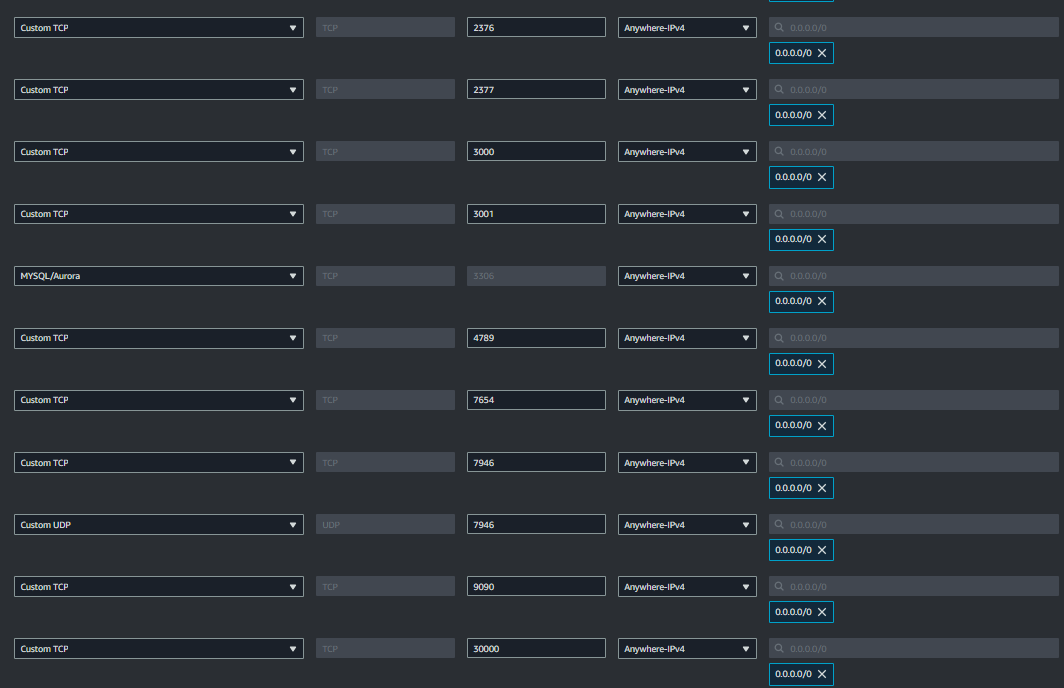 Custom TCP TCP 2376 Anywhere-IPv4 0.0.0.0/0
0.0.0.0/0
Custom TCP TCP 2377 Anywhere-IPv4 0.0.0.0/0
0.0.0.0/0
Custom TCP TCP 3000 Anywhere-IPv4 0.0.0.0/0
0.0.0.0/0
Custom TCP TCP 3001 Anywhere-IPv4 0.0.0.0/0
0.0.0.0/0
MYSQL/Aurora TCP 3306 Anywhere-IPv4 0.0.0.0/0
0.0.0.0/0
Custom TCP TCP 4789 Anywhere-IPv4 0.0.0.0/0
0.0.0.0/0
Custom TCP TCP 7654 Anywhere-IPv4 0.0.0.0/0
0.0.0.0/0
Custom TCP TCP 7946 Anywhere-IPv4 0.0.0.0/0
0.0.0.0/0
Custom UDP UDP 7946 Anywhere-IPv4 0.0.0.0/0
0.0.0.0/0
Custom TCP TCP 9090 Anywhere-IPv4 0.0.0.0/0
0.0.0.0/0
Custom TCP TCP 30000 Anywhere-IPv4 0.0.0.0/0
0.0.0.0/0